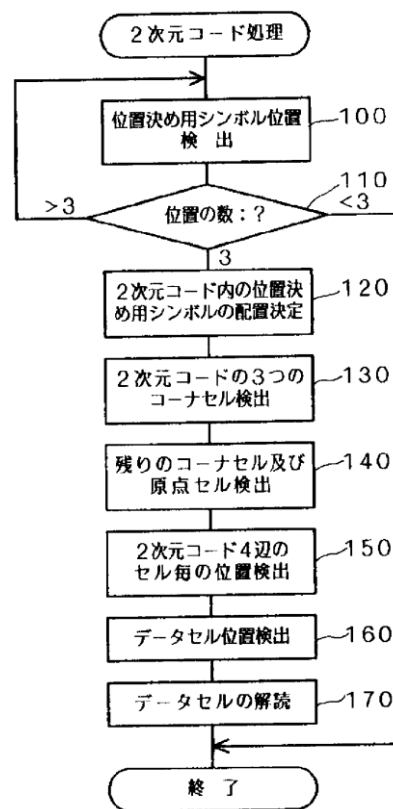 2次元コード処理
位置決め用シンボル位置
検 出
100
位置の数:?
110
>3
<3
3
2次元コード内の位置決
め用シンボルの配置決定
120
2次元コードの3つの
コーナセル検出
130
残りのコーナセル及び
原点セル検出
140
2次元コード4辺の
セル毎の位置検出
150
データセル位置検出
160
データセルの解読
170
終 了